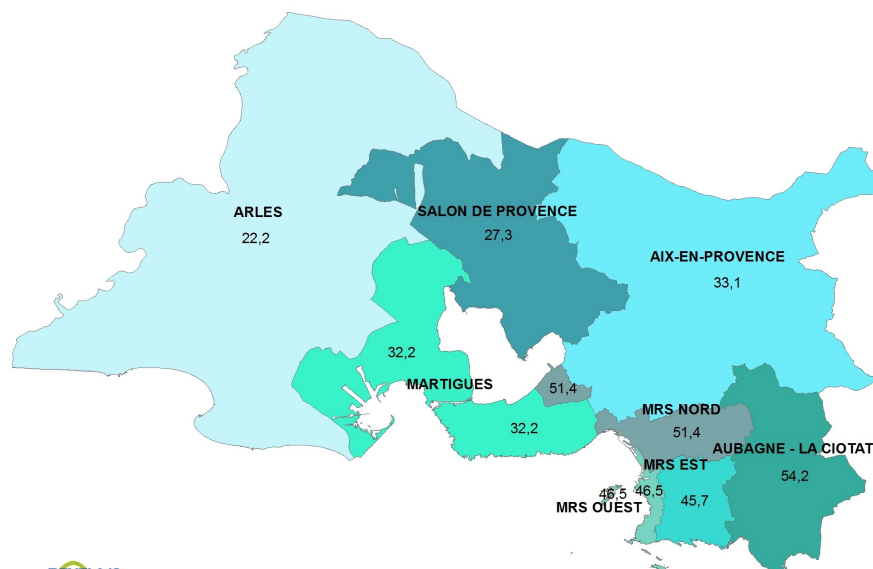 ARLES
22,2
SALON DE PROVENCE
27,3
AIX-EN-PROVENCE
33,1
32,2
MARTIGUES
51,4
32,2
MRS NORD
51,4
AUBAGNE - LA CIOTAT
54,2
MRS EST
45,7
46,5
46,5
MRS OUEST